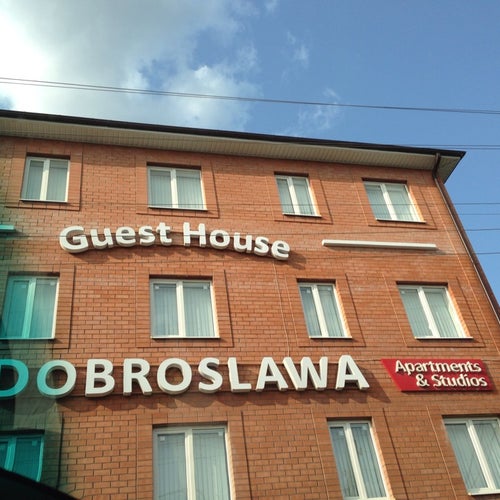 Guest House
DOBROSLAWA
Apartments
& Studios